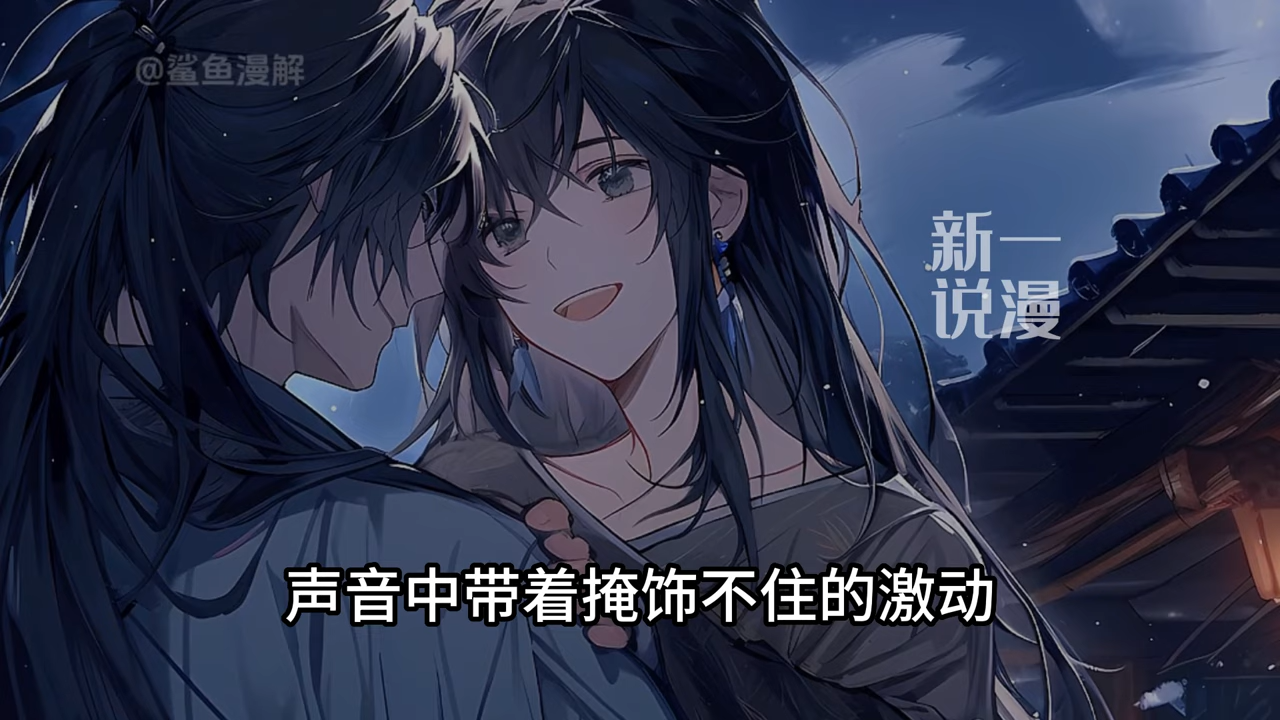 @鲨鱼漫解
新一
说漫
声音中带着掩饰不住的激动